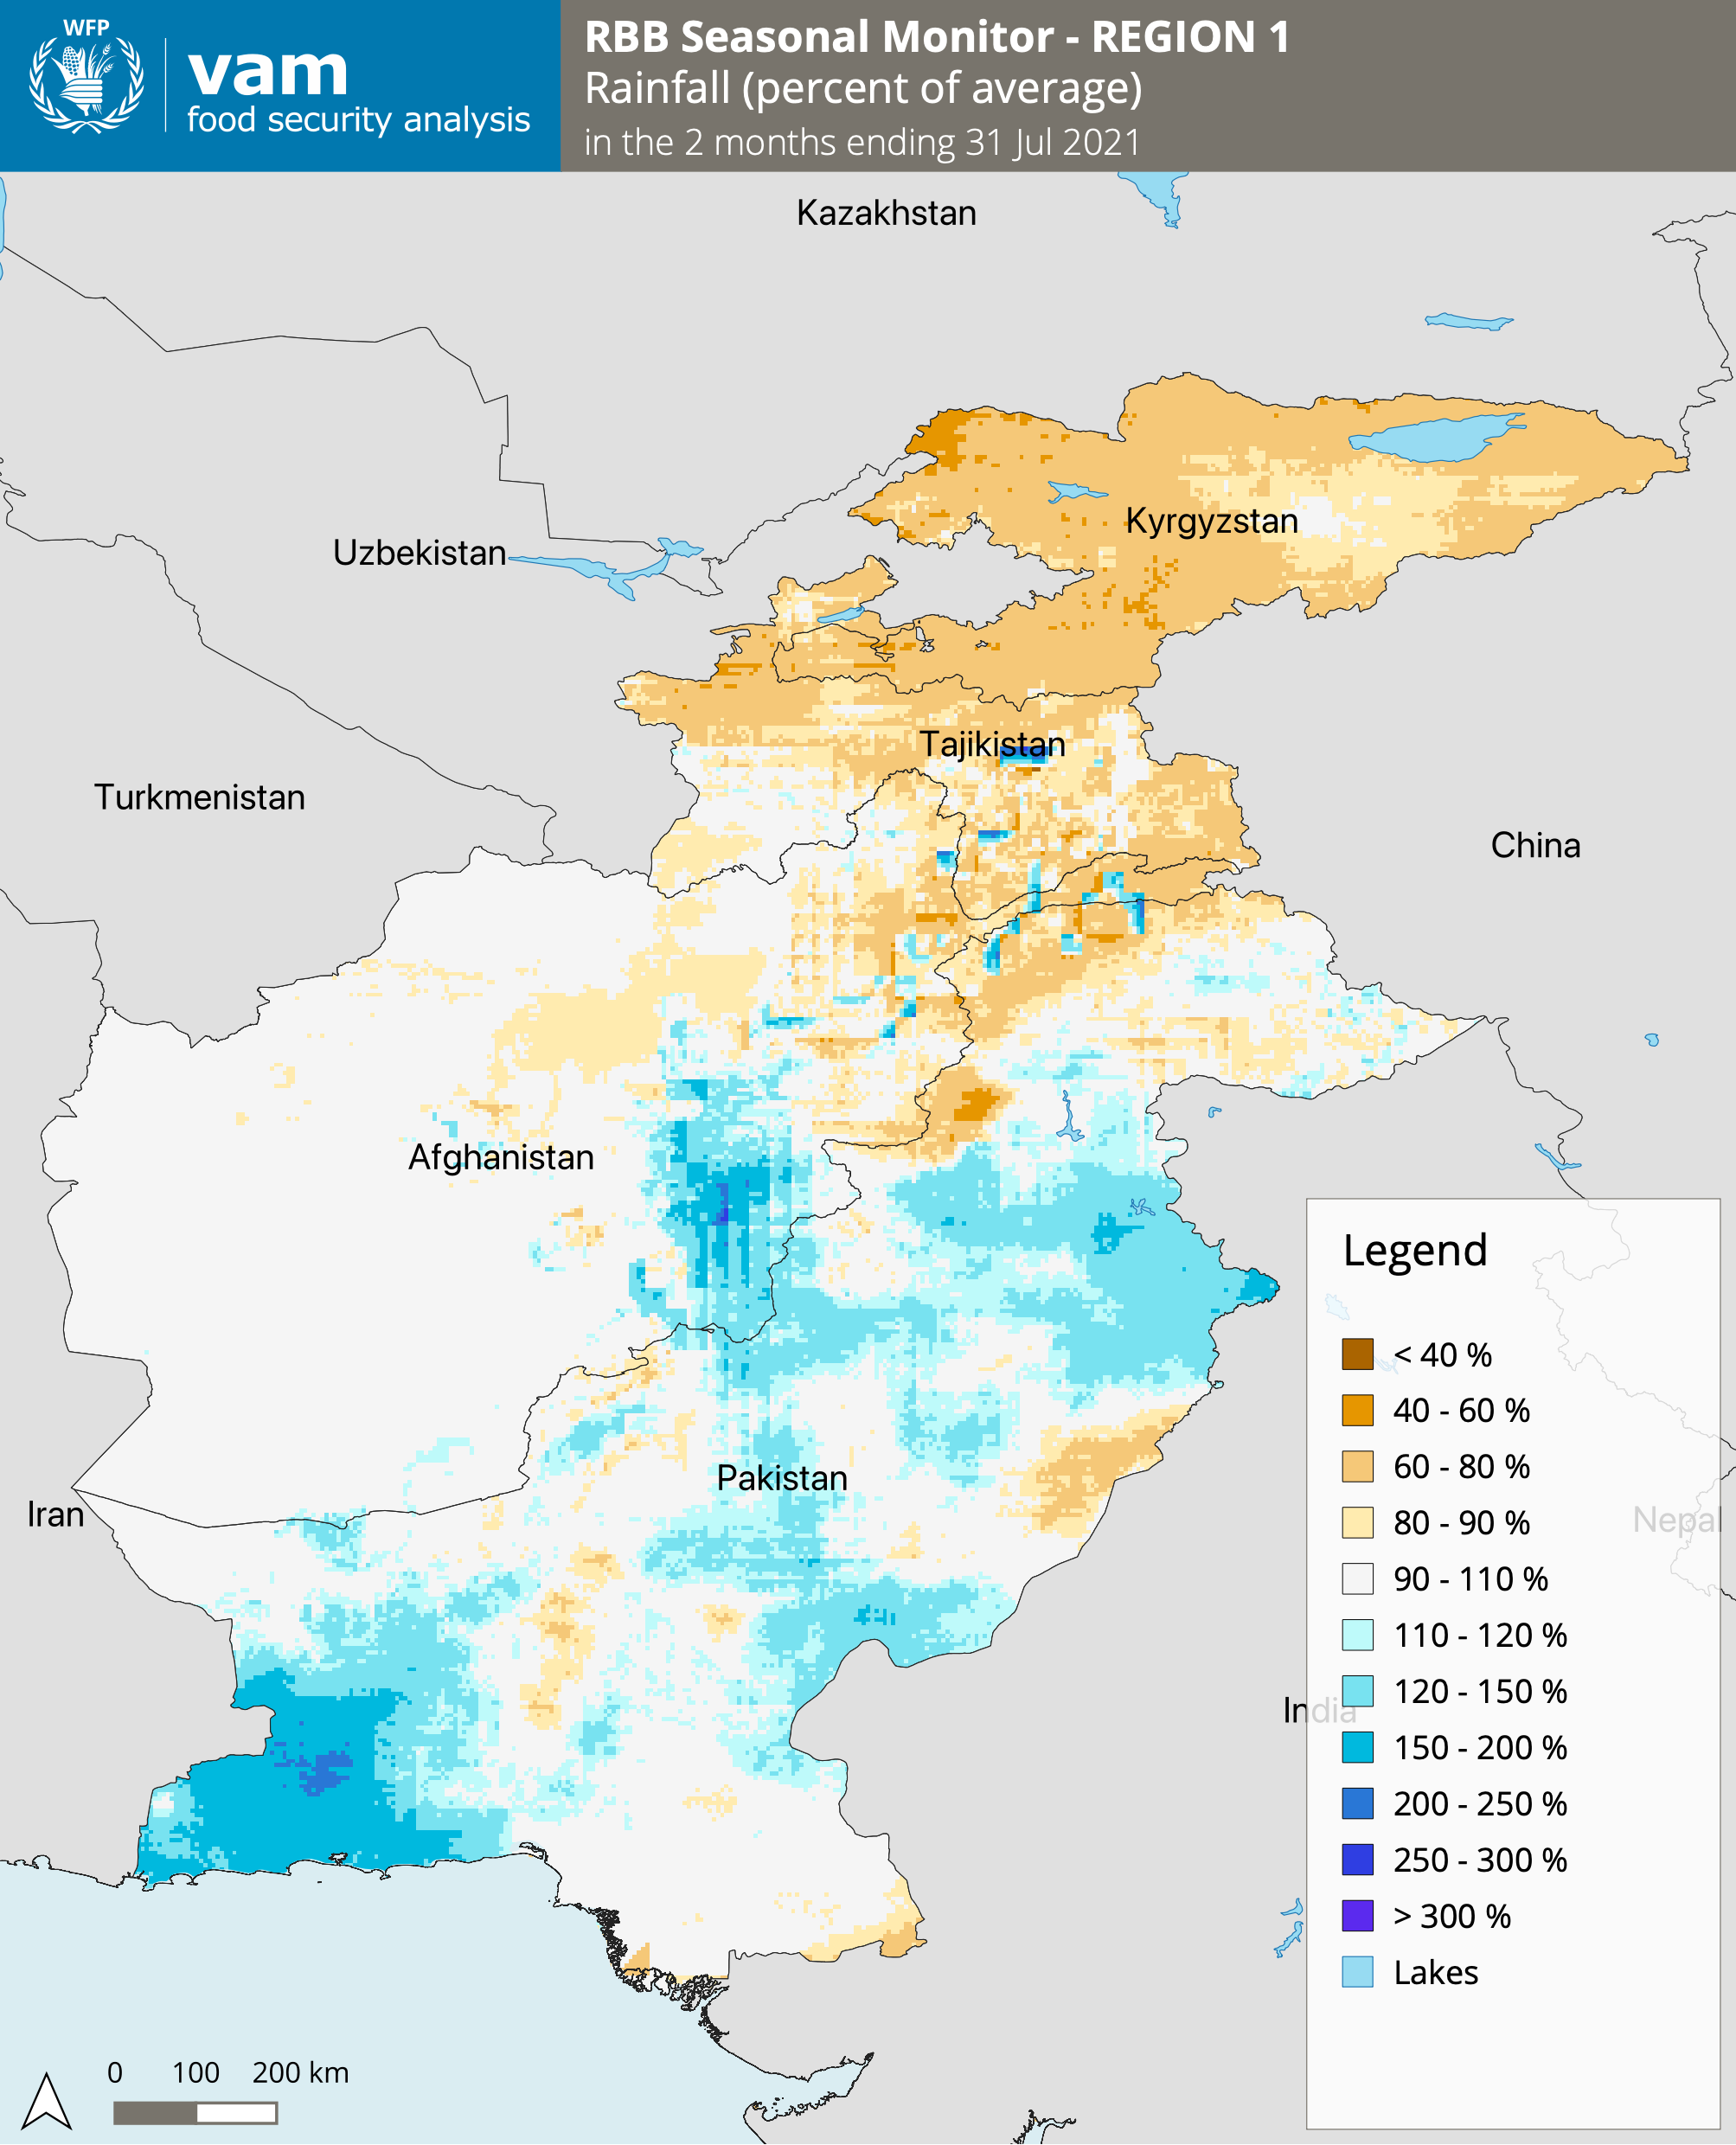 WFP
vam
food security analysis
RBB Seasonal Monitor - REGION 1
Rainfall (percent of average)
in the 2 months ending 31 Jul 2021
Kazakhstan
Kyrgyzstan
Uzbekistan
Tajikistan
Turkmenistan
China
Afghanistan
Pakistan
Iran
Nepal
India
Legend
< 40 %
40 - 60 %
60 - 80 %
80 - 90 %
90 - 110 %
110 - 120 %
120 - 150 %
150 - 200 %
200 - 250 %
250 - 300 %
> 300 %
Lakes
0 100 200 km